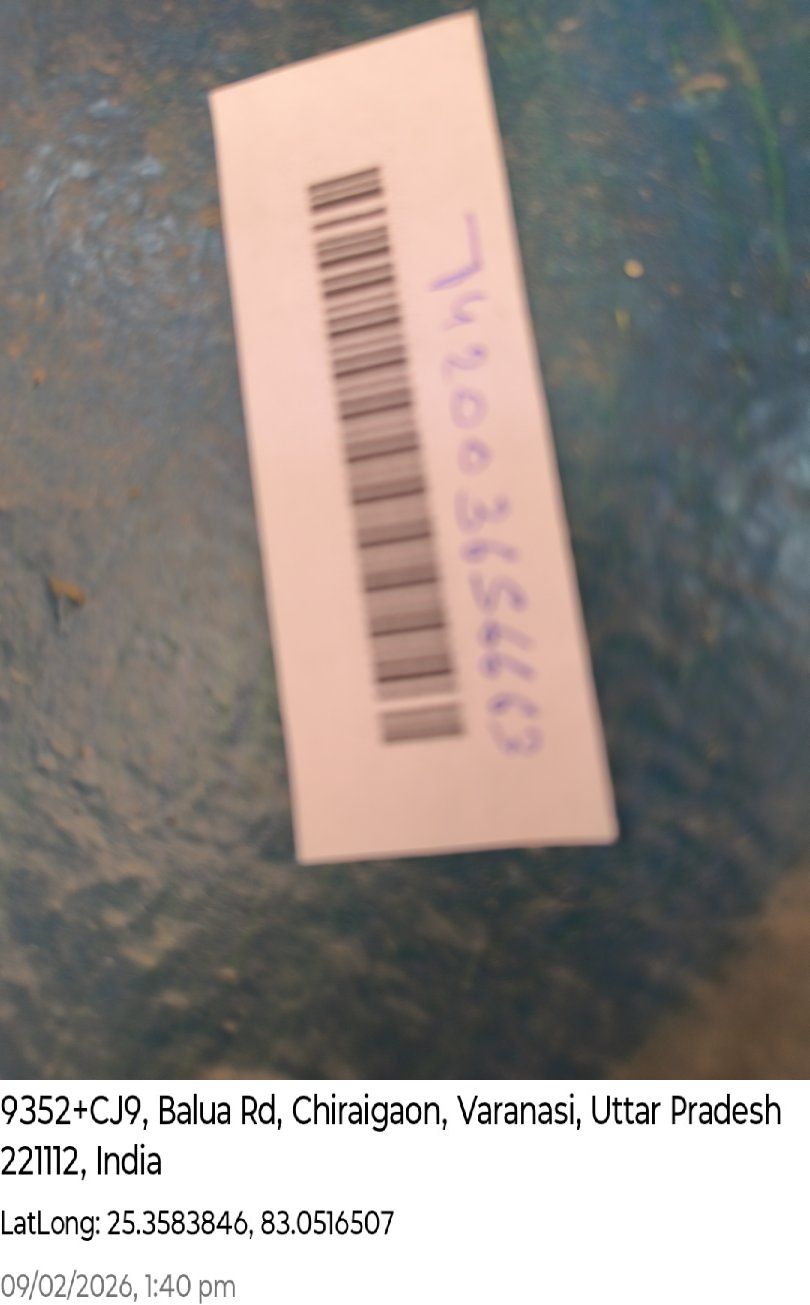 742003656663
9352+CJ9, Balua Rd, Chiraigaon, Varanasi, Uttar Pradesh
221112, India
LatLong: 25.3583846, 83.0516507
09/02/2026, 1:40 pm